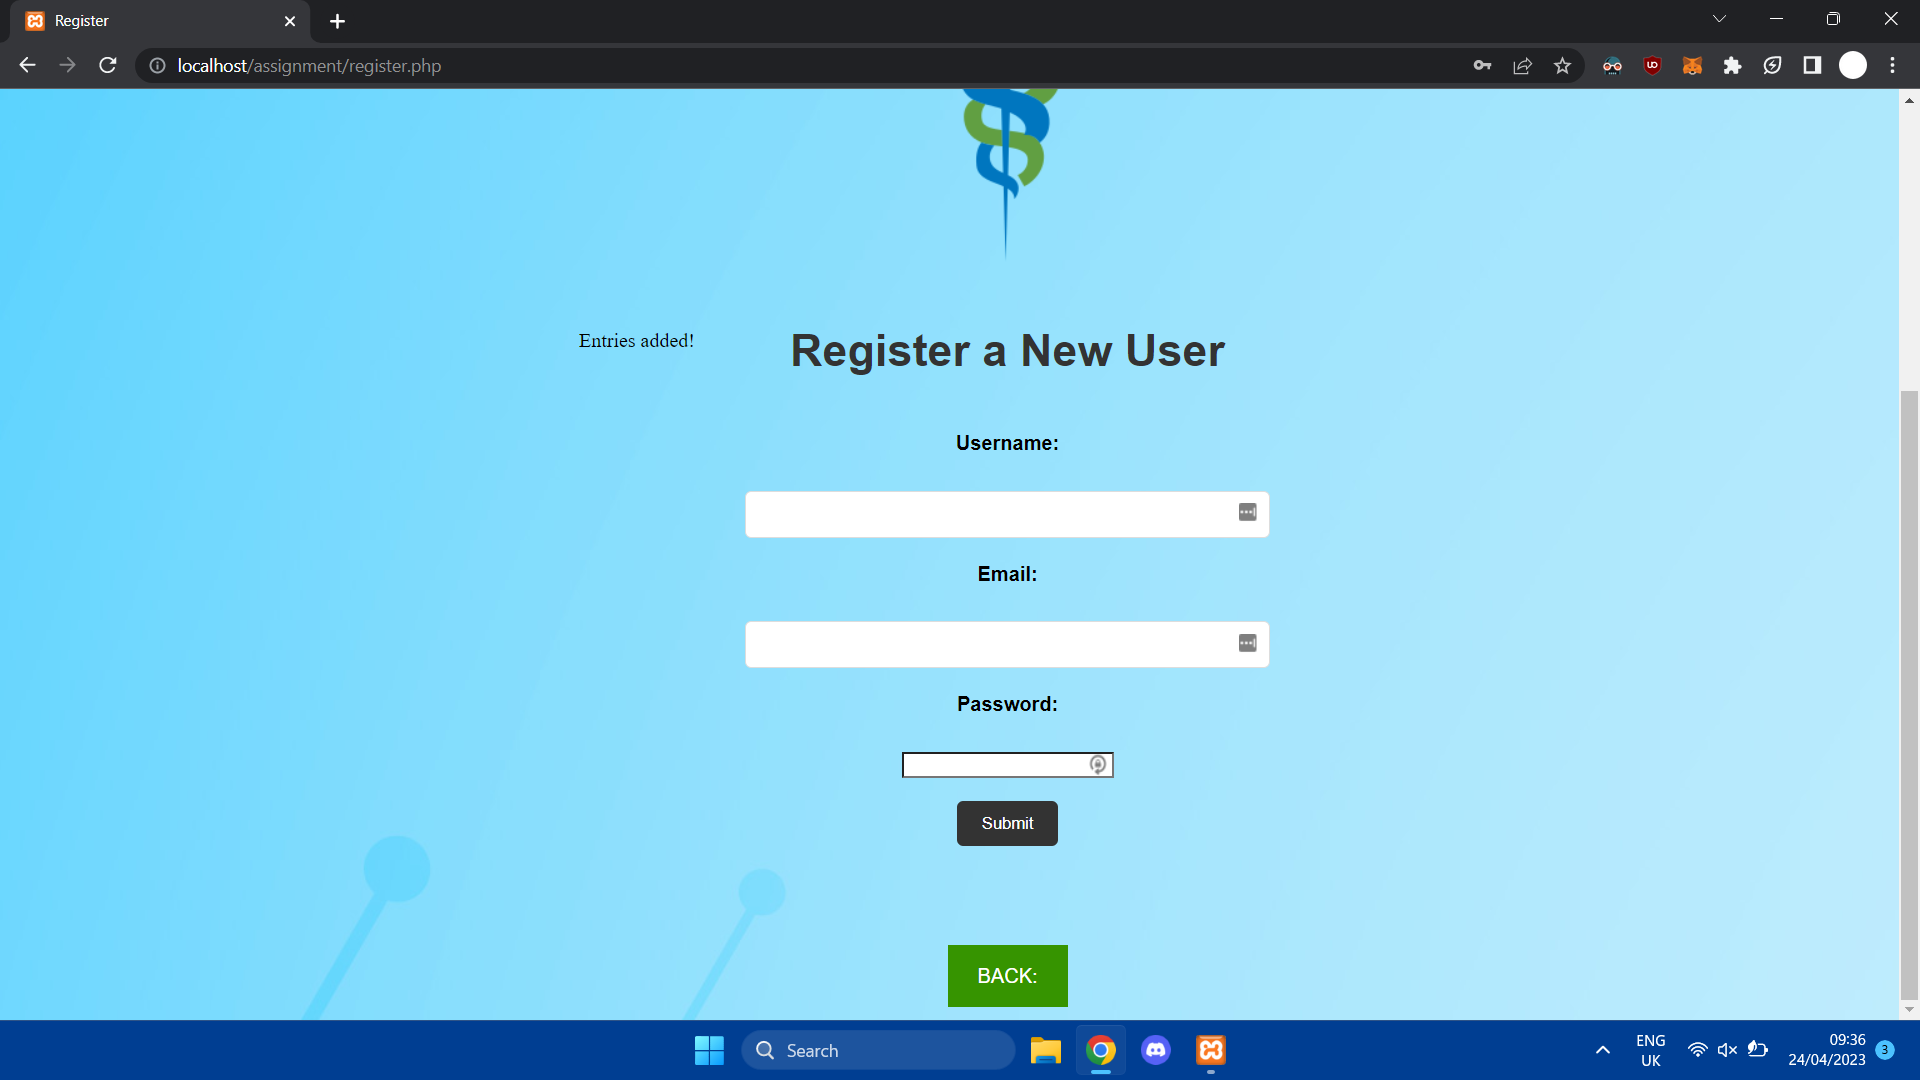 Register
localhost/assignment/register.php
Entries added!
Register a New User
Username:
Email:
Password:
Submit
BACK:
Search
ENG
UK
09:36
24/04/2023
3